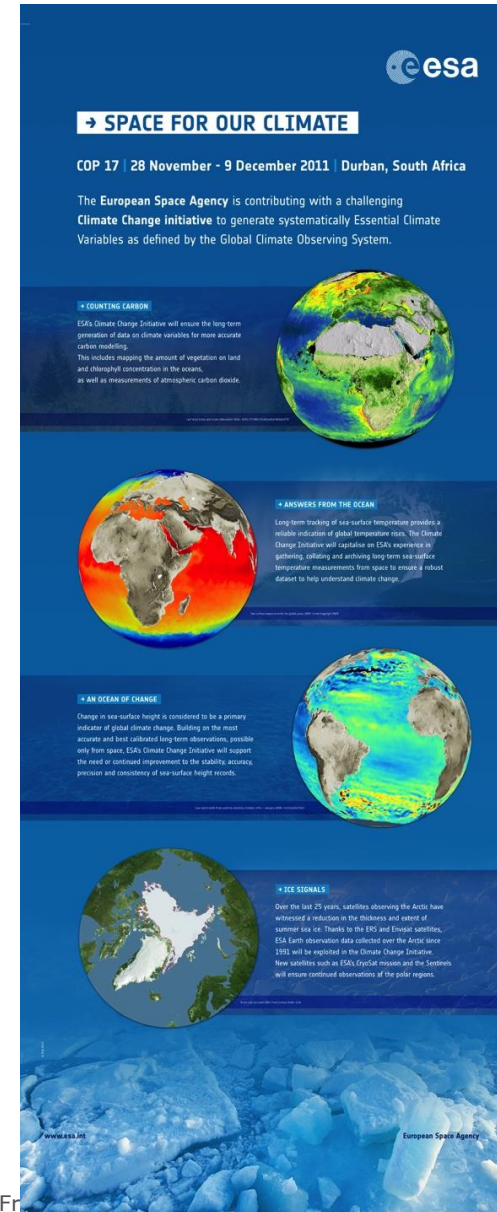 esa
→ SPACE FOR OUR CLIMATE
COP 17 | 28 November - 9 December 2011 | Durban, South Africa
The European Space Agency is contributing with a challenging
Climate Change initiative to generate systematically Essential Climate
Variables as defined by the Global Climate Observing System.
→ COUNTING CARBON
ESA's Climate Change Initiative will ensure the long-term
generation of data on climate variables for more accurate
carbon modelling.
This includes mapping the amount of vegetation on land
and chlorophyll concentration in the oceans,
as well as measurements of atmospheric carbon dioxide.
→ ANSWERS FROM THE OCEAN
Long-term tracking of sea-surface temperature provides a
reliable indication of global temperature rises. The Climate
Change Initiative will capitalise on ESA's experience in
gathering, collating and archiving long-term sea-surface
temperature measurements from space to ensure a robust
dataset to help understand climate change.
→ AN OCEAN OF CHANGE
Change in sea-surface height is considered to be a primary
indicator of global climate change. Building on the most
accurate and best calibrated long-term observations, possible
only from space, ESA's Climate Change Initiative will support
the need or continued improvement to the stability, accuracy,
precision and consistency of sea-surface height records.
→ ICE SIGNALS
Over the last 25 years, satellites observing the Arctic have
witnessed a reduction in the thickness and extent of
summer sea ice. Thanks to the ERS and Envisat satellites,
ESA Earth observation data collected over the Arctic since
1991 will be exploited in the Climate Change Initiative.
New satellites such as ESA's CryoSat mission and the Sentinels
will ensure continued observations of the polar regions.
www.esa.int
European Space Agency
Fr